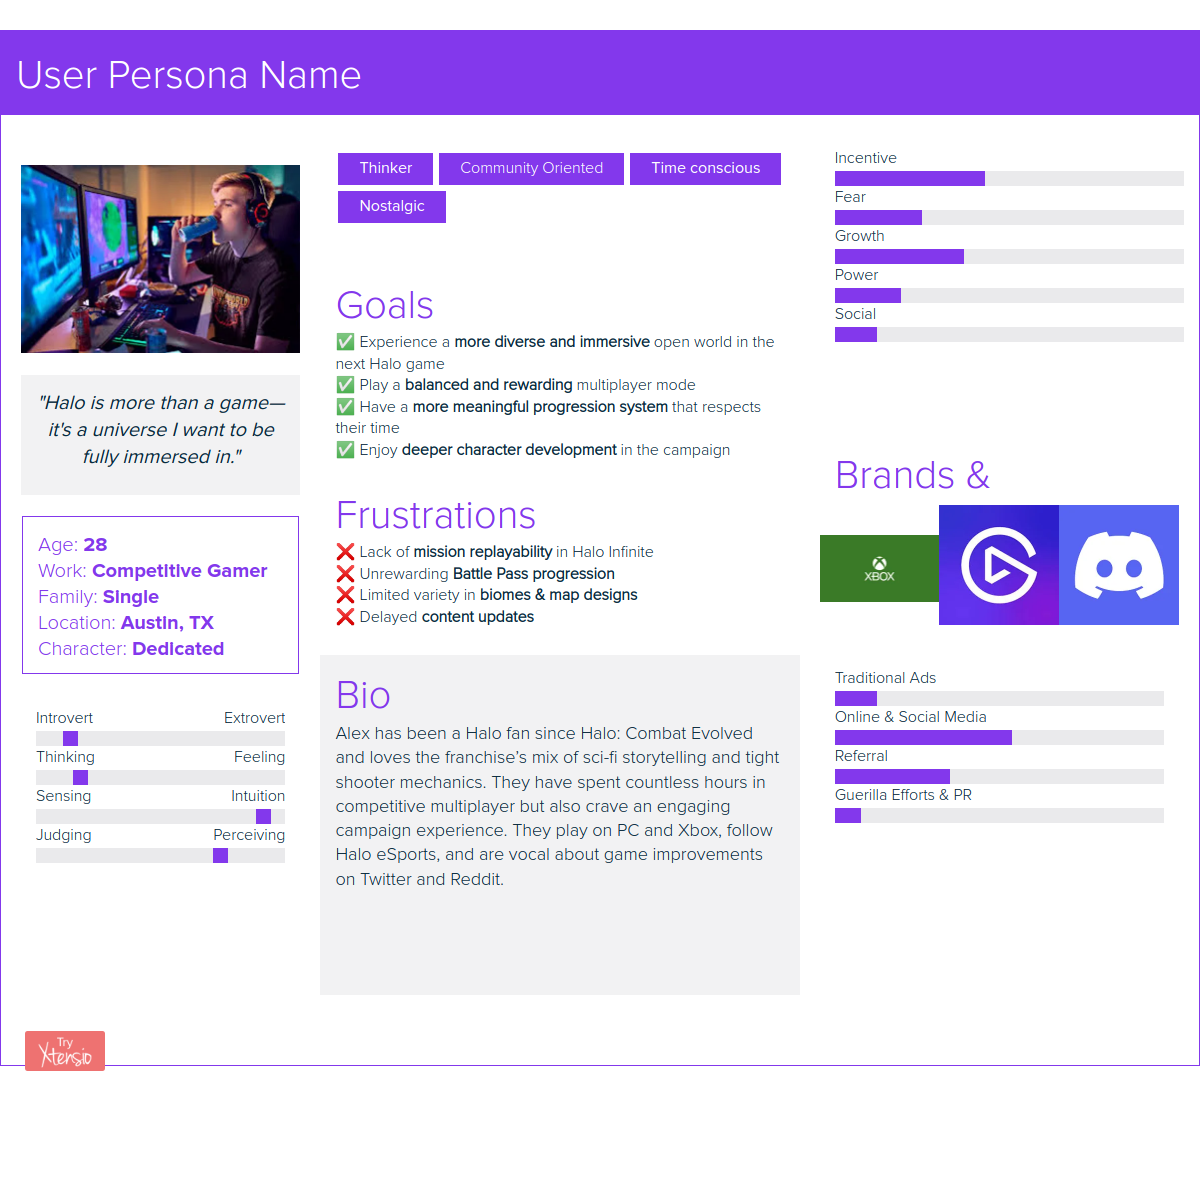 User Persona Name
"Halo is more than a game—
it's a universe I want to be
fully immersed in."
Age: 28
Work: Competitive Gamer
Family: Single
Location: Austin, TX
Character: Dedicated
Introvert Extrovert
Thinking Feeling
Sensing Intuition
Judging Perceiving
Thinker Community Oriented Time conscious
Nostalgic
Goals
✅ Experience a more diverse and immersive open world in the
next Halo game
✅ Play a balanced and rewarding multiplayer mode
✅ Have a more meaningful progression system that respects
their time
✅ Enjoy deeper character development in the campaign
Frustrations
❌ Lack of mission replayability in Halo Infinite
❌ Unrewarding Battle Pass progression
❌ Limited variety in biomes & map designs
❌ Delayed content updates
Bio
Alex has been a Halo fan since Halo: Combat Evolved
and loves the franchise’s mix of sci-fi storytelling and tight
shooter mechanics. They have spent countless hours in
competitive multiplayer but also crave an engaging
campaign experience. They play on PC and Xbox, follow
Halo eSports, and are vocal about game improvements
on Twitter and Reddit.
Incentive
Fear
Growth
Power
Social
Brands &
XBOX
Traditional Ads
Online & Social Media
Referral
Guerilla Efforts & PR
Try
Xtensio